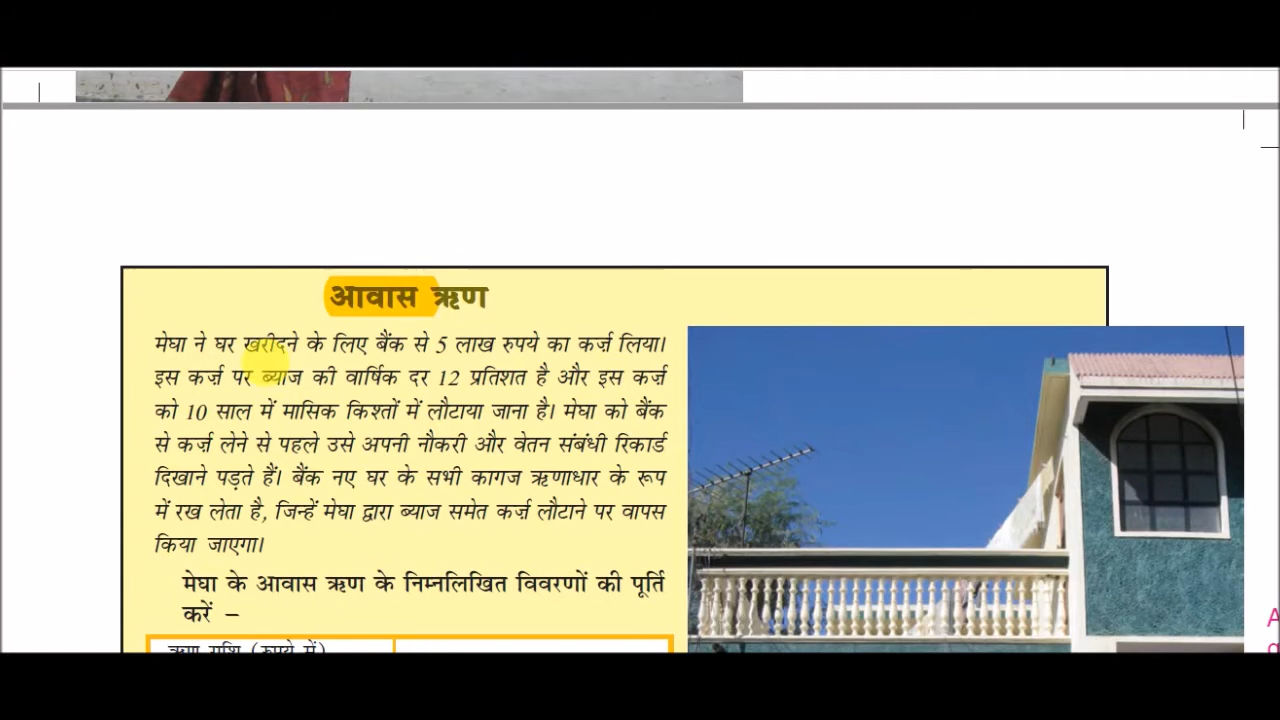 आवास ऋण
मेघा ने घर खरीदने के लिए बैंक से 5 लाख रुपये का कर्ज़ लिया।
इस कर्ज़ पर ब्याज की वार्षिक दर 12 प्रतिशत है और इस कर्ज़
को 10 साल में मासिक किश्तों में लौटाया जाना है। मेघा को बैंक
से कर्ज़ लेने से पहले उसे अपनी नौकरी और वेतन संबंधी रिकार्ड
दिखाने पड़ते हैं। बैंक नए घर के सभी कागज ऋणाधार के रूप
में रख लेता है, जिन्हें मेघा द्वारा ब्याज समेत कर्ज़ लौटाने पर वापस
किया जाएगा।
मेघा के आवास ऋण के निम्नलिखित विवरणों की पूर्ति
करें –
ऋण राशि (रुपये में)